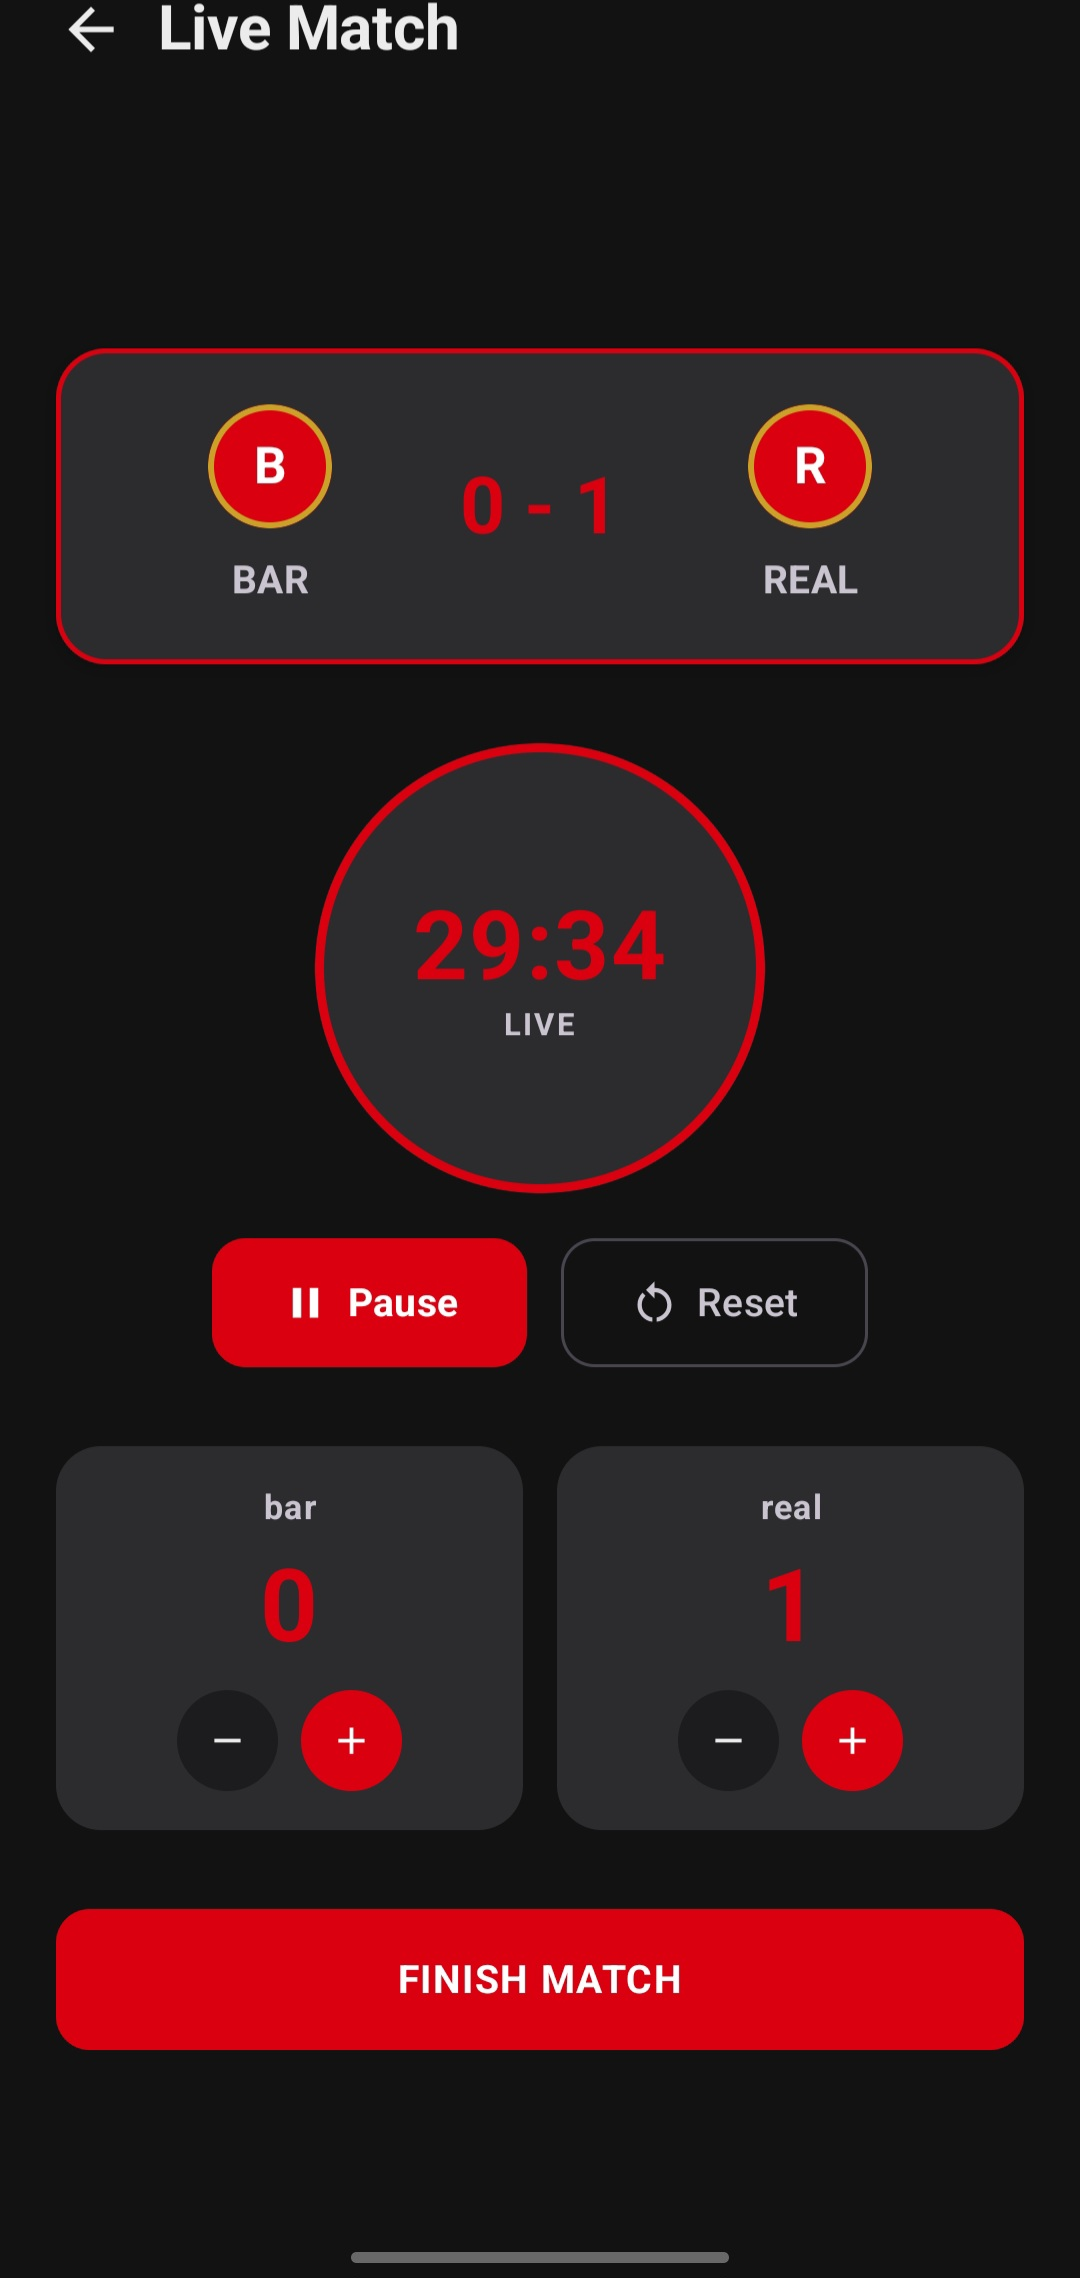 Live Match
B
0 - 1
R
BAR
REAL
29:34
LIVE
Pause
Reset
bar
real
0
1
FINISH MATCH